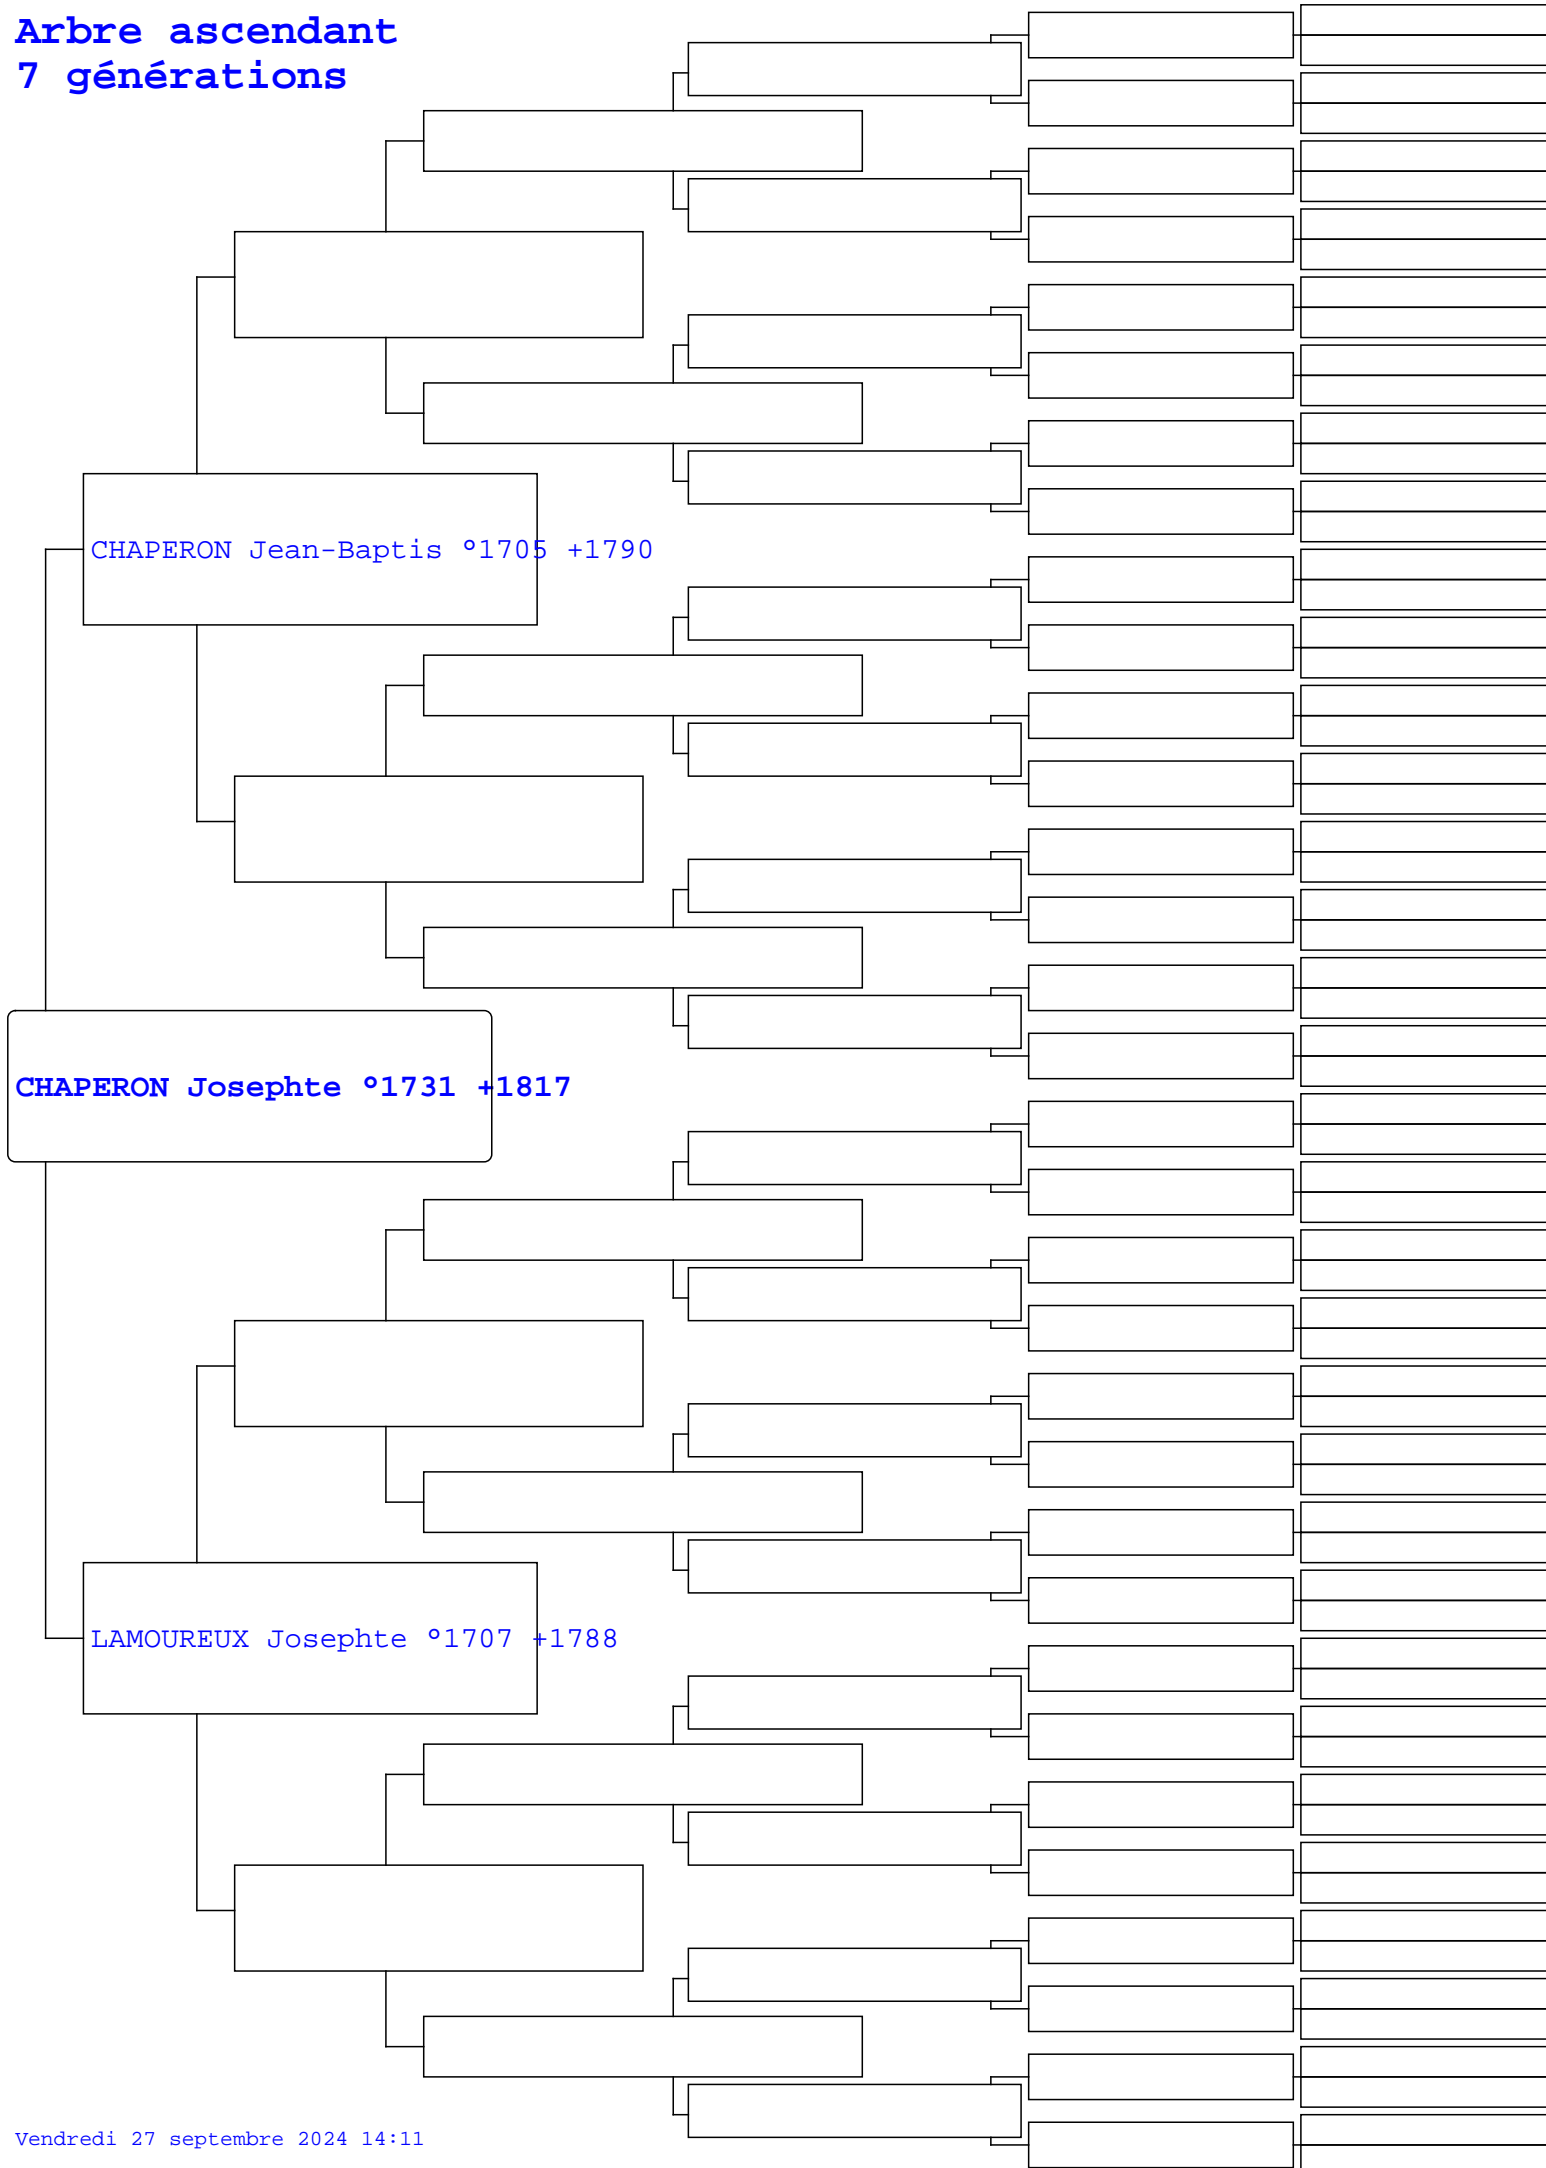 Arbre ascendant
7 générations
CHAPERON Jean-Baptis °1705 +1790
CHAPERON Josephte °1731 +1817
LAMOUREUX Josephte °1707 +1788
Vendredi 27 septembre 2024 14:11